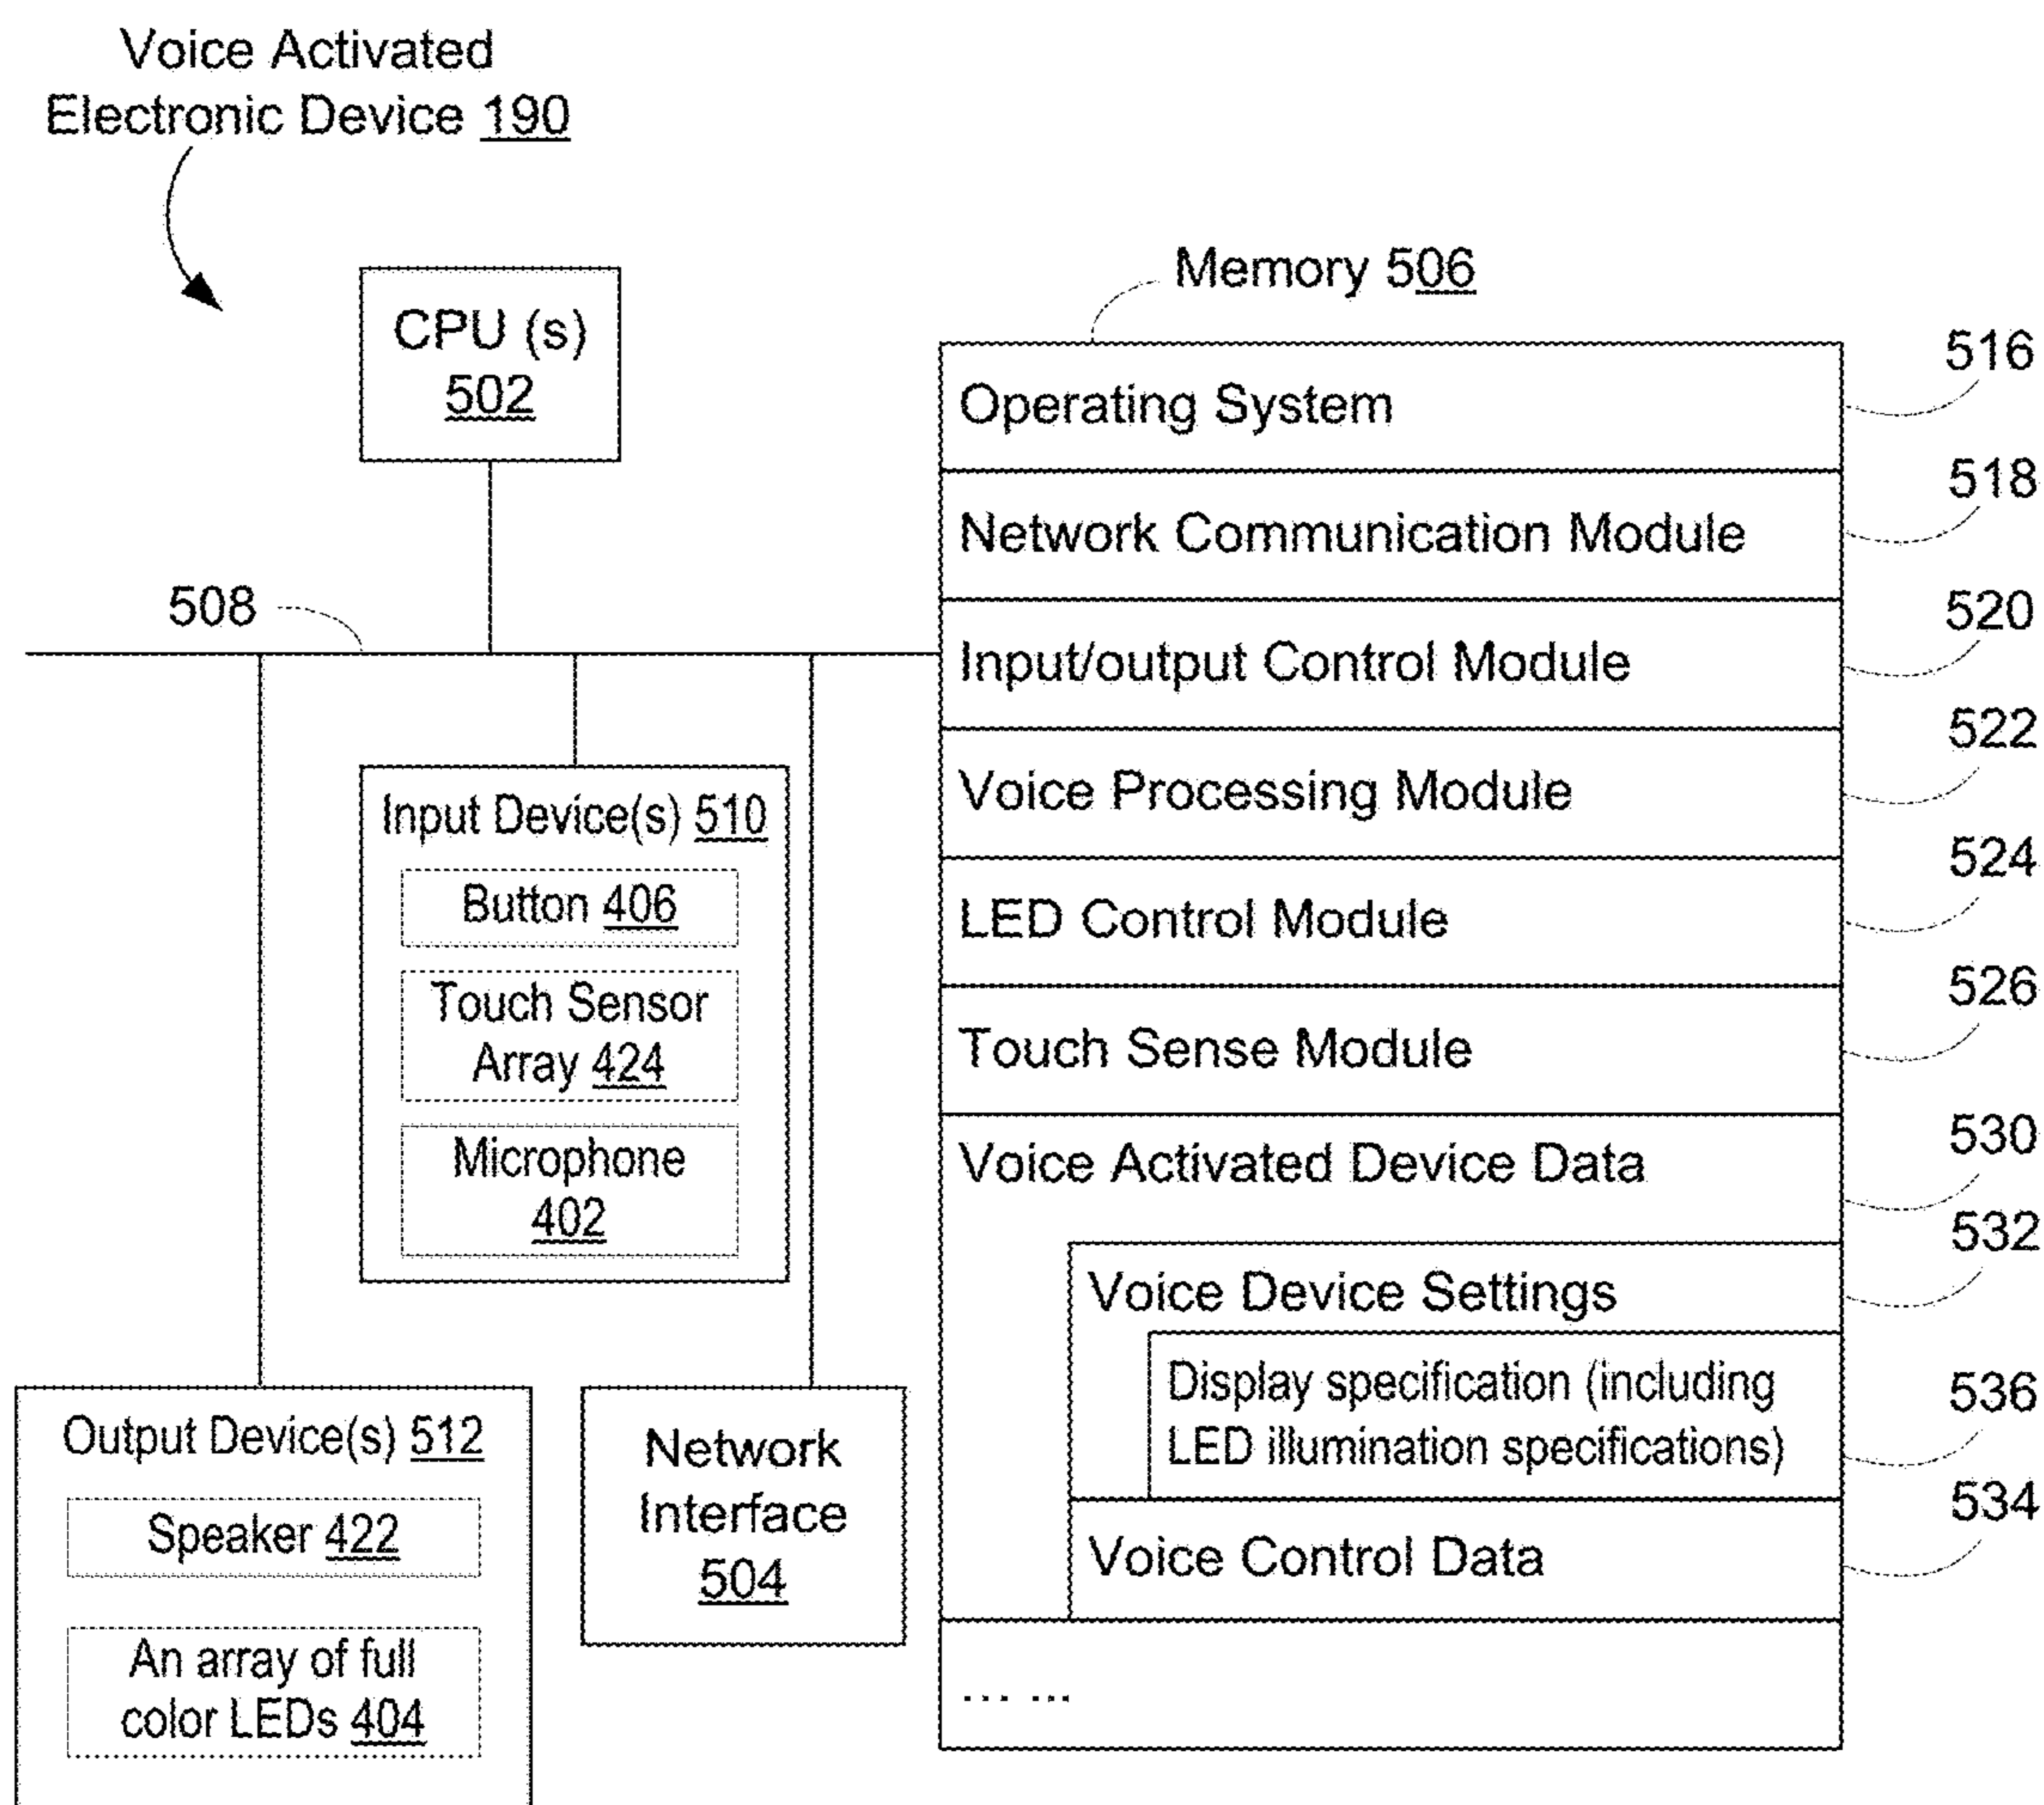 Voice Activated
Electronic Device 190
CPU (s)
502
508
Input Device(s) 510
Button 406
Touch Sensor
Array 424
Microphone
402
Output Device(s) 512
Speaker 422
An array of full
color LEDs 404
Network
Interface
504
Memory 506
Operating System
516
Network Communication Module
518
Input/output Control Module
520
Voice Processing Module
522
LED Control Module
524
Touch Sense Module
526
Voice Activated Device Data
530
Voice Device Settings
532
Display specification (including
LED illumination specifications)
536
Voice Control Data
534
... ...